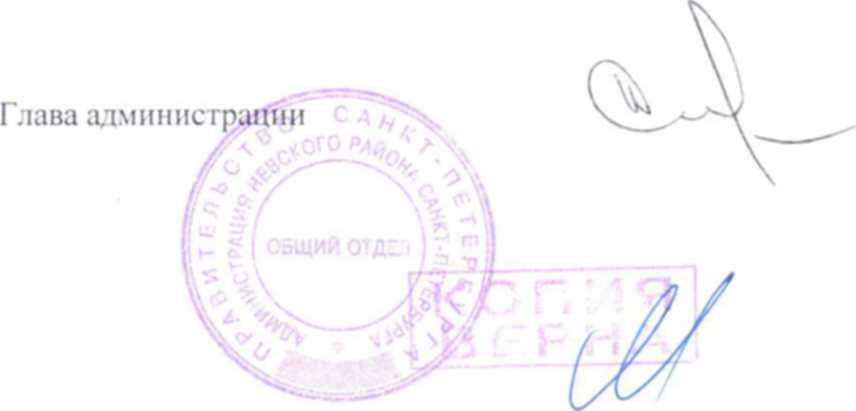 Глава администрации
ПРАВИТЕЛЬСТВО САНКТ-ПЕТЕРБУРГА
АДМИНИСТРАЦИЯ НЕВСКОГО РАЙОНА САНКТ-ПЕТЕРБУРГА
ОБЩИЙ ОТДЕЛ
КОПИЯ
ВЕРНА